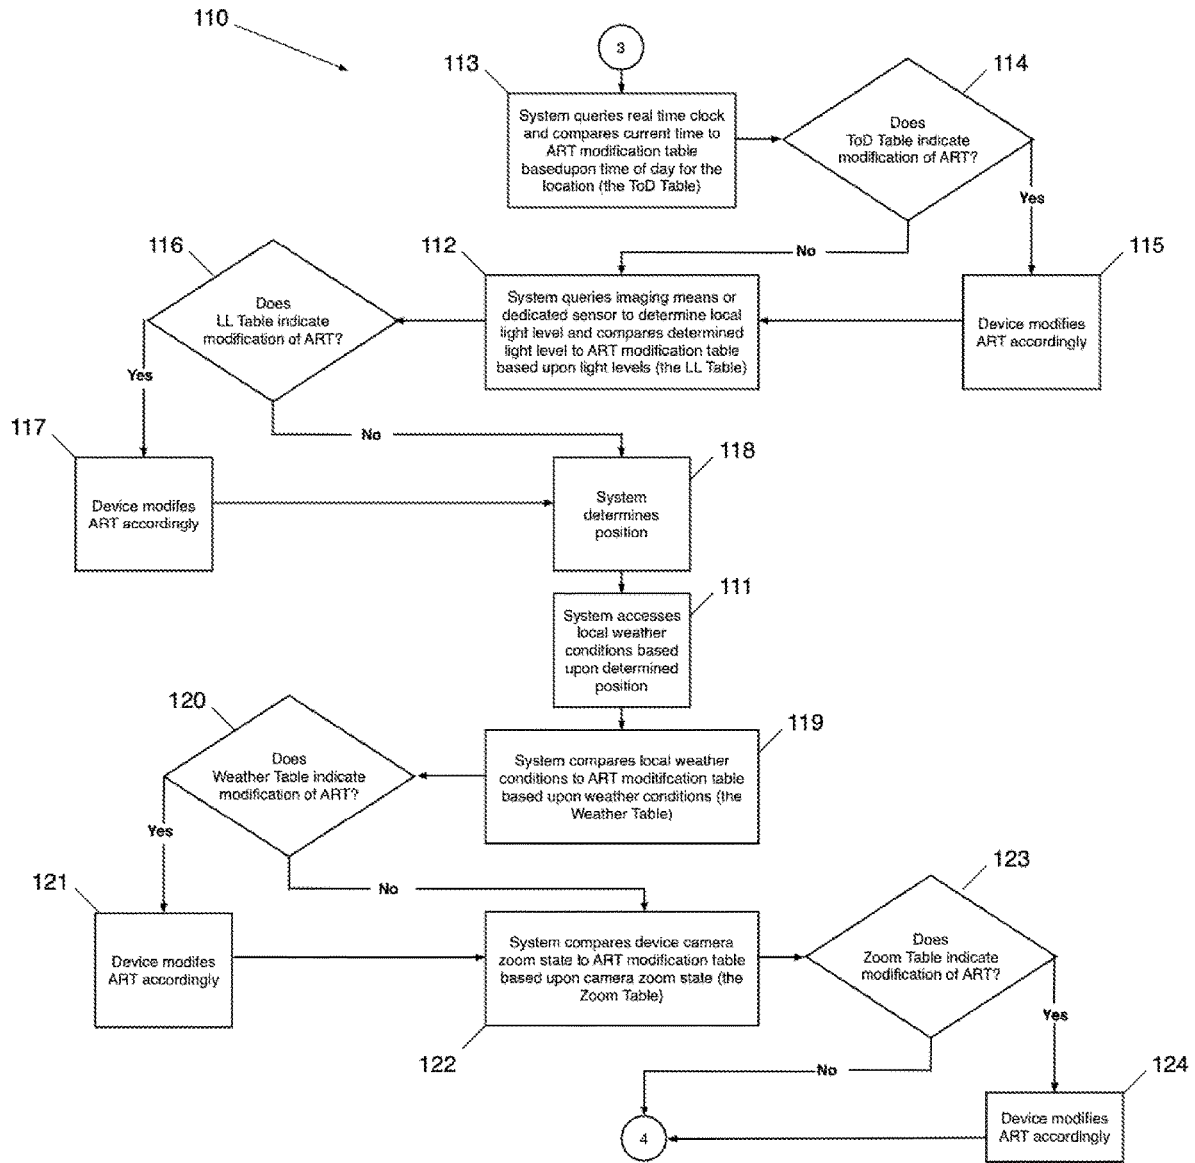 110
3
113
114
System queries real time clock
and compares current time to
ART modification table
basedupon time of day for the
location (the ToD Table)
Does
ToD Table indicate
modification of ART?
Yes
No
116
112
115
Does
LL Table indicate
modification of ART?
System queries imaging means or
dedicated sensor to determine local
light level and compares determined
light level to ART modification table
based upon light levels (the LL Table)
Device modifies
ART accordingly
Yes
No
117
118
Device modifes
ART accordingly
System
determines
position
111
System accesses
local weather
conditions based
upon determined
position
120
119
Does
Weather Table indicate
modification of ART?
System compares local weather
conditions to ART moditifcation table
based upon weather conditions (the
Weather Table)
Yes
No
121
123
Device modifies
ART accordingly
System compares device camera
zoom state to ART modification table
based upon camera zoom state (the
Zoom Table)
Does
Zoom Table indicate
modification of ART?
Yes
122
No
124
4
Device modifies
ART accordingly